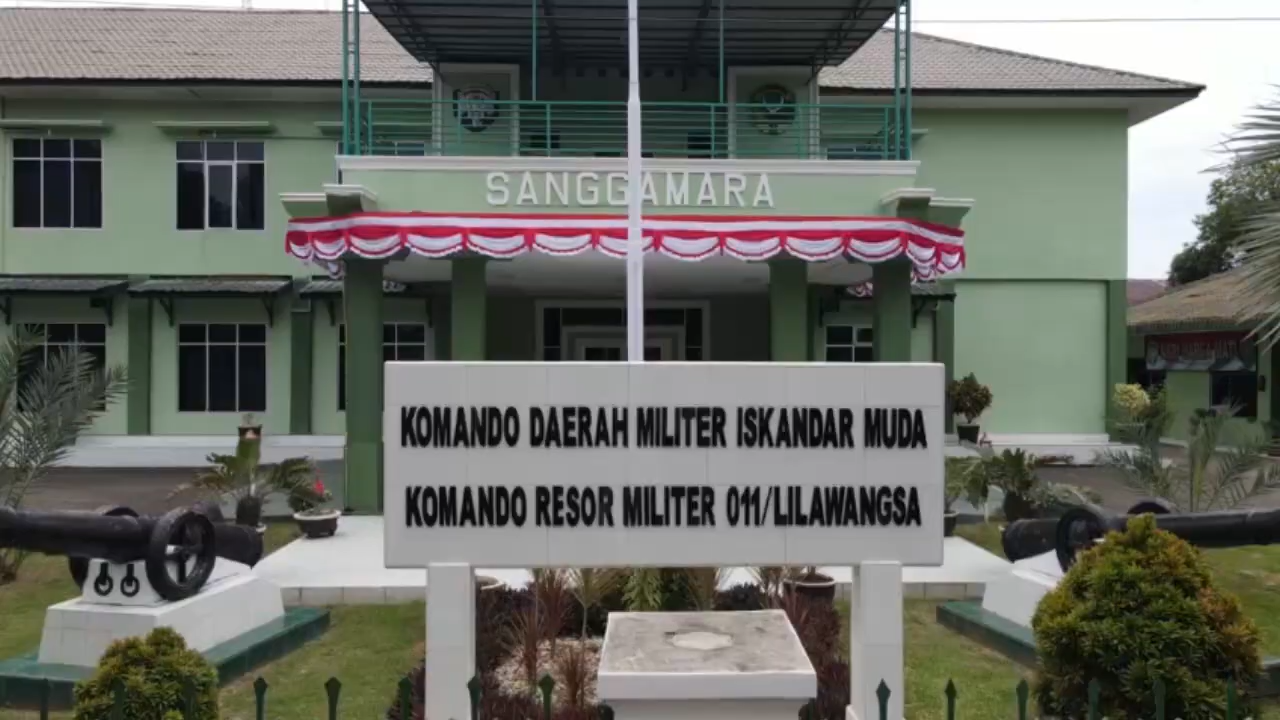 SANGGAMARA
KOMANDO DAERAH MILITER ISKANDAR MUDA
KOMANDO RESOR MILITER 011/LILAWANGSA